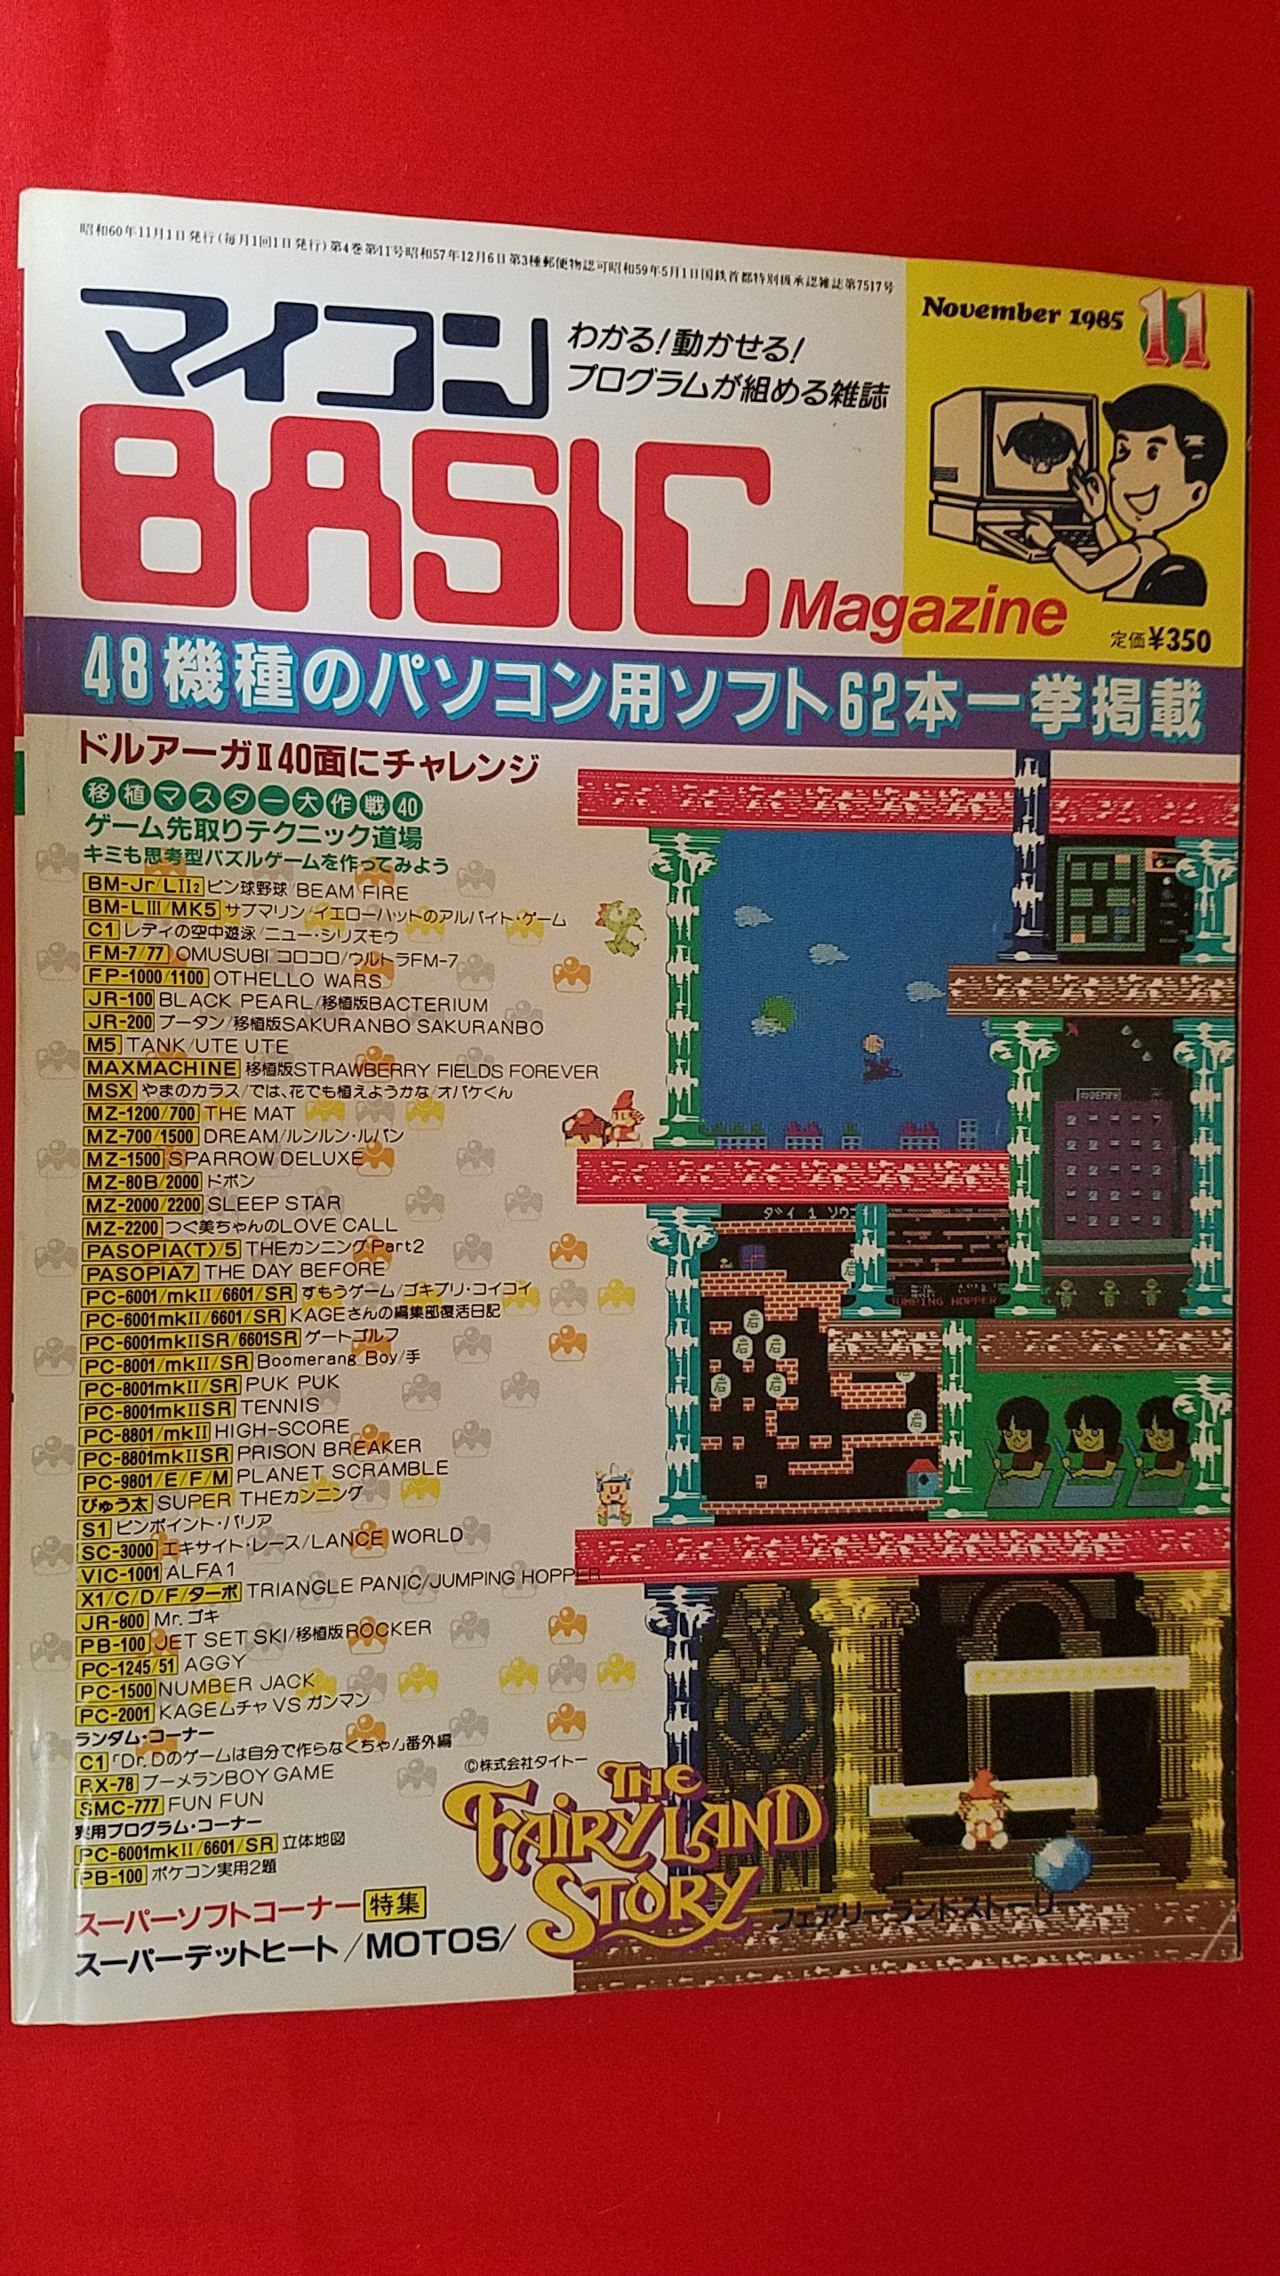 昭和60年11月1日発行(毎月1回1日発行)第4巻第11号昭和57年12月6日第3種郵便物認可昭和59年5月1日国鉄首都特別扱承認雑誌第7517号
November 1985 11
マイコン
わかる!動かせる!
プログラムが組める雑誌
BASIC
Magazine
定価¥350
48機種のパソコン用ソフト62本一挙掲載
ドルアーガII40面にチャレンジ
移植マスター大作戦40
ゲーム先取りテクニック道場
キミも思考型パズルゲームを作ってみよう
BM-Jr/LII2 ピン球野球/BEAM FIRE
BM-LIII/MK5 サブマリン/イエローハットのアルバイト・ゲーム
C1 レディの空中遊泳/ニュー・シリズモウ
FM-7/77 OMUSUBI コロコロ/ウルトラFM-7
FP-1000/1100 OTHELLO WARS
JR-100 BLACK PEARL/移植版BACTERIUM
JR-200 ブータン/移植版SAKURANBO SAKURANBO
M5 TANK/UTE UTE
MAXMACHINE 移植版STRAWBERRY FIELDS FOREVER
MSX やまのカラス/では、花でも植えようかな/オバケくん
MZ-1200/700 THE MAT
MZ-700/1500 DREAM/ルンルン・ルパン
MZ-1500 SPARROW DELUXE
MZ-80B/2000 ドボン
MZ-2000/2200 SLEEP STAR
MZ-2200 つぐ美ちゃんのLOVE CALL
PASOPIA(T)/5 THEカンニングPart2
PASOPIA7 THE DAY BEFORE
PC-6001/mkII/6601/SR すもうゲーム/ゴキブリ・コイコイ
PC-6001mkII/6601/SR KAGEさんの編集部復活日記
PC-6001mkIISR/6601SR ゲートゴルフ
PC-8001/mkII/SR Boomerang Boy/手
PC-8001mkII/SR PUK PUK
PC-8001mkIISR TENNIS
PC-8801/mkII HIGH-SCORE
PC-8801mkIISR PRISON BREAKER
PC-9801/E/F/M PLANET SCRAMBLE
ぴゅう太 SUPER THEカンニング
S1 ピンポイント・バリア
SC-3000 エキサイト・レース/LANCE WORLD
VIC-1001 ALFA1
X1/C/D/F/ターボ TRIANGLE PANIC/JUMPING HOPPER
JR-800 Mr.ゴキ
PB-100 JET SET SKI/移植版ROCKER
PC-1245/51 AGGY
PC-1500 NUMBER JACK
PC-2001 KAGEムチャVSガンマン
ランダム・コーナー
C1 「Dr.Dのゲームは自分で作らなくちゃ!」番外編
RX-78 ブーメランBOY GAME
SMC-777 FUN FUN
実用プログラム・コーナー
PC-6001mkII/6601/SR 立体地図
PB-100 ポケコン実用2題
スーパーソフトコーナー特集
スーパーデットヒート/MOTOS/
©株式会社タイトー
THE
FAIRYLAND
STORY
フェアリーランドストーリー
ダイ 1 ソウコ
JUMPING HOPPER
岩
岩
岩
岩
岩
岩
岩